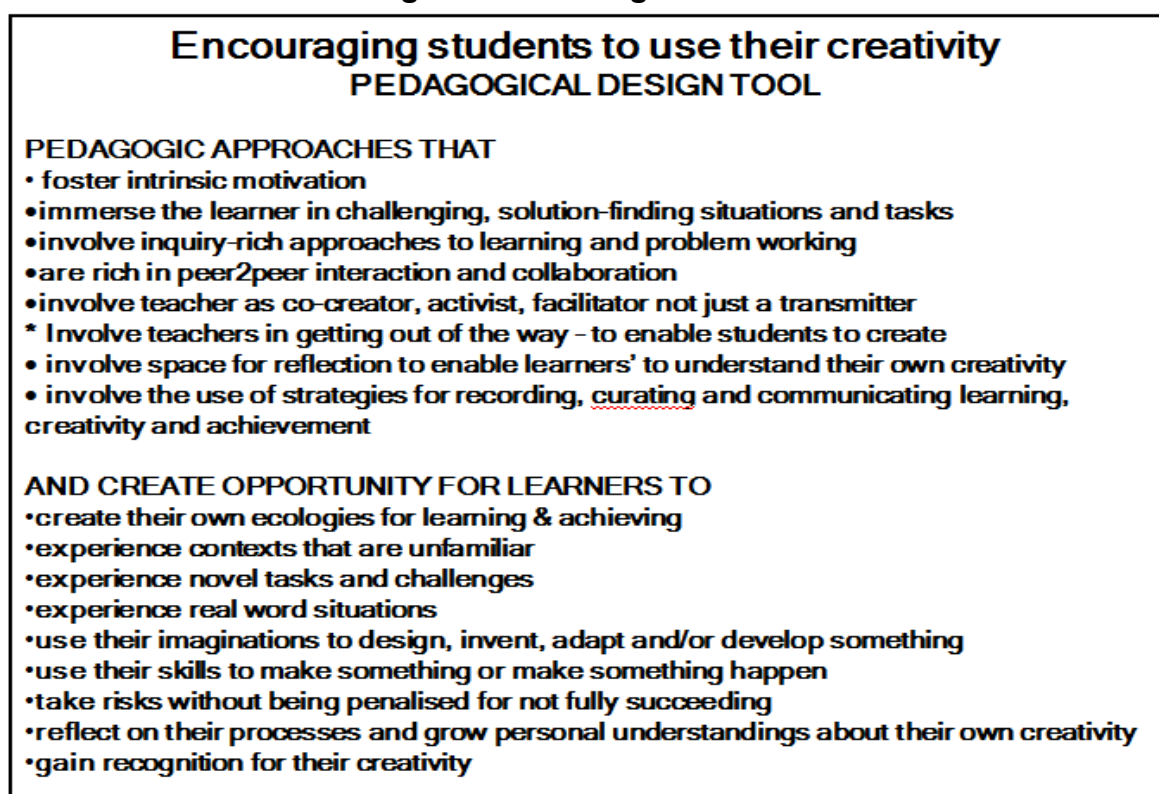 Encouraging students to use their creativity
PEDAGOGICAL DESIGN TOOL
PEDAGOGIC APPROACHES THAT
• foster intrinsic motivation
•immerse the learner in challenging, solution-finding situations and tasks
•involve inquiry-rich approaches to learning and problem working
•are rich in peer2peer interaction and collaboration
•involve teacher as co-creator, activist, facilitator not just a transmitter
* Involve teachers in getting out of the way - to enable students to create
• involve space for reflection to enable learners’ to understand their own creativity
• involve the use of strategies for recording, curating and communicating learning,
creativity and achievement
AND CREATE OPPORTUNITY FOR LEARNERS TO
•create their own ecologies for learning & achieving
•experience contexts that are unfamiliar
•experience novel tasks and challenges
•experience real word situations
•use their imaginations to design, invent, adapt and/or develop something
•use their skills to make something or make something happen
•take risks without being penalised for not fully succeeding
•reflect on their processes and grow personal understandings about their own creativity
•gain recognition for their creativity